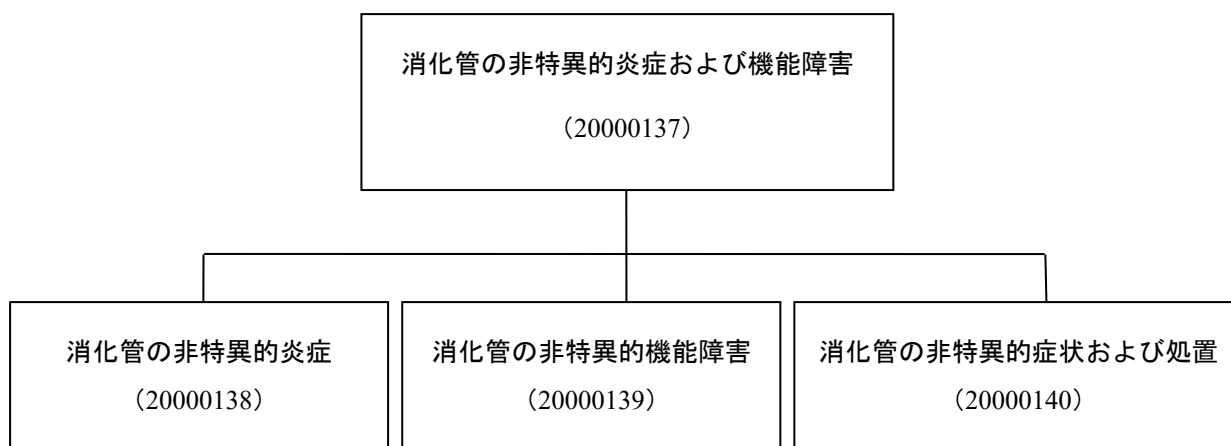 消化管の非特異的炎症および機能障害
（20000137）
消化管の非特異的炎症
（20000138）
消化管の非特異的機能障害
（20000139）
消化管の非特異的症状および処置
（20000140）